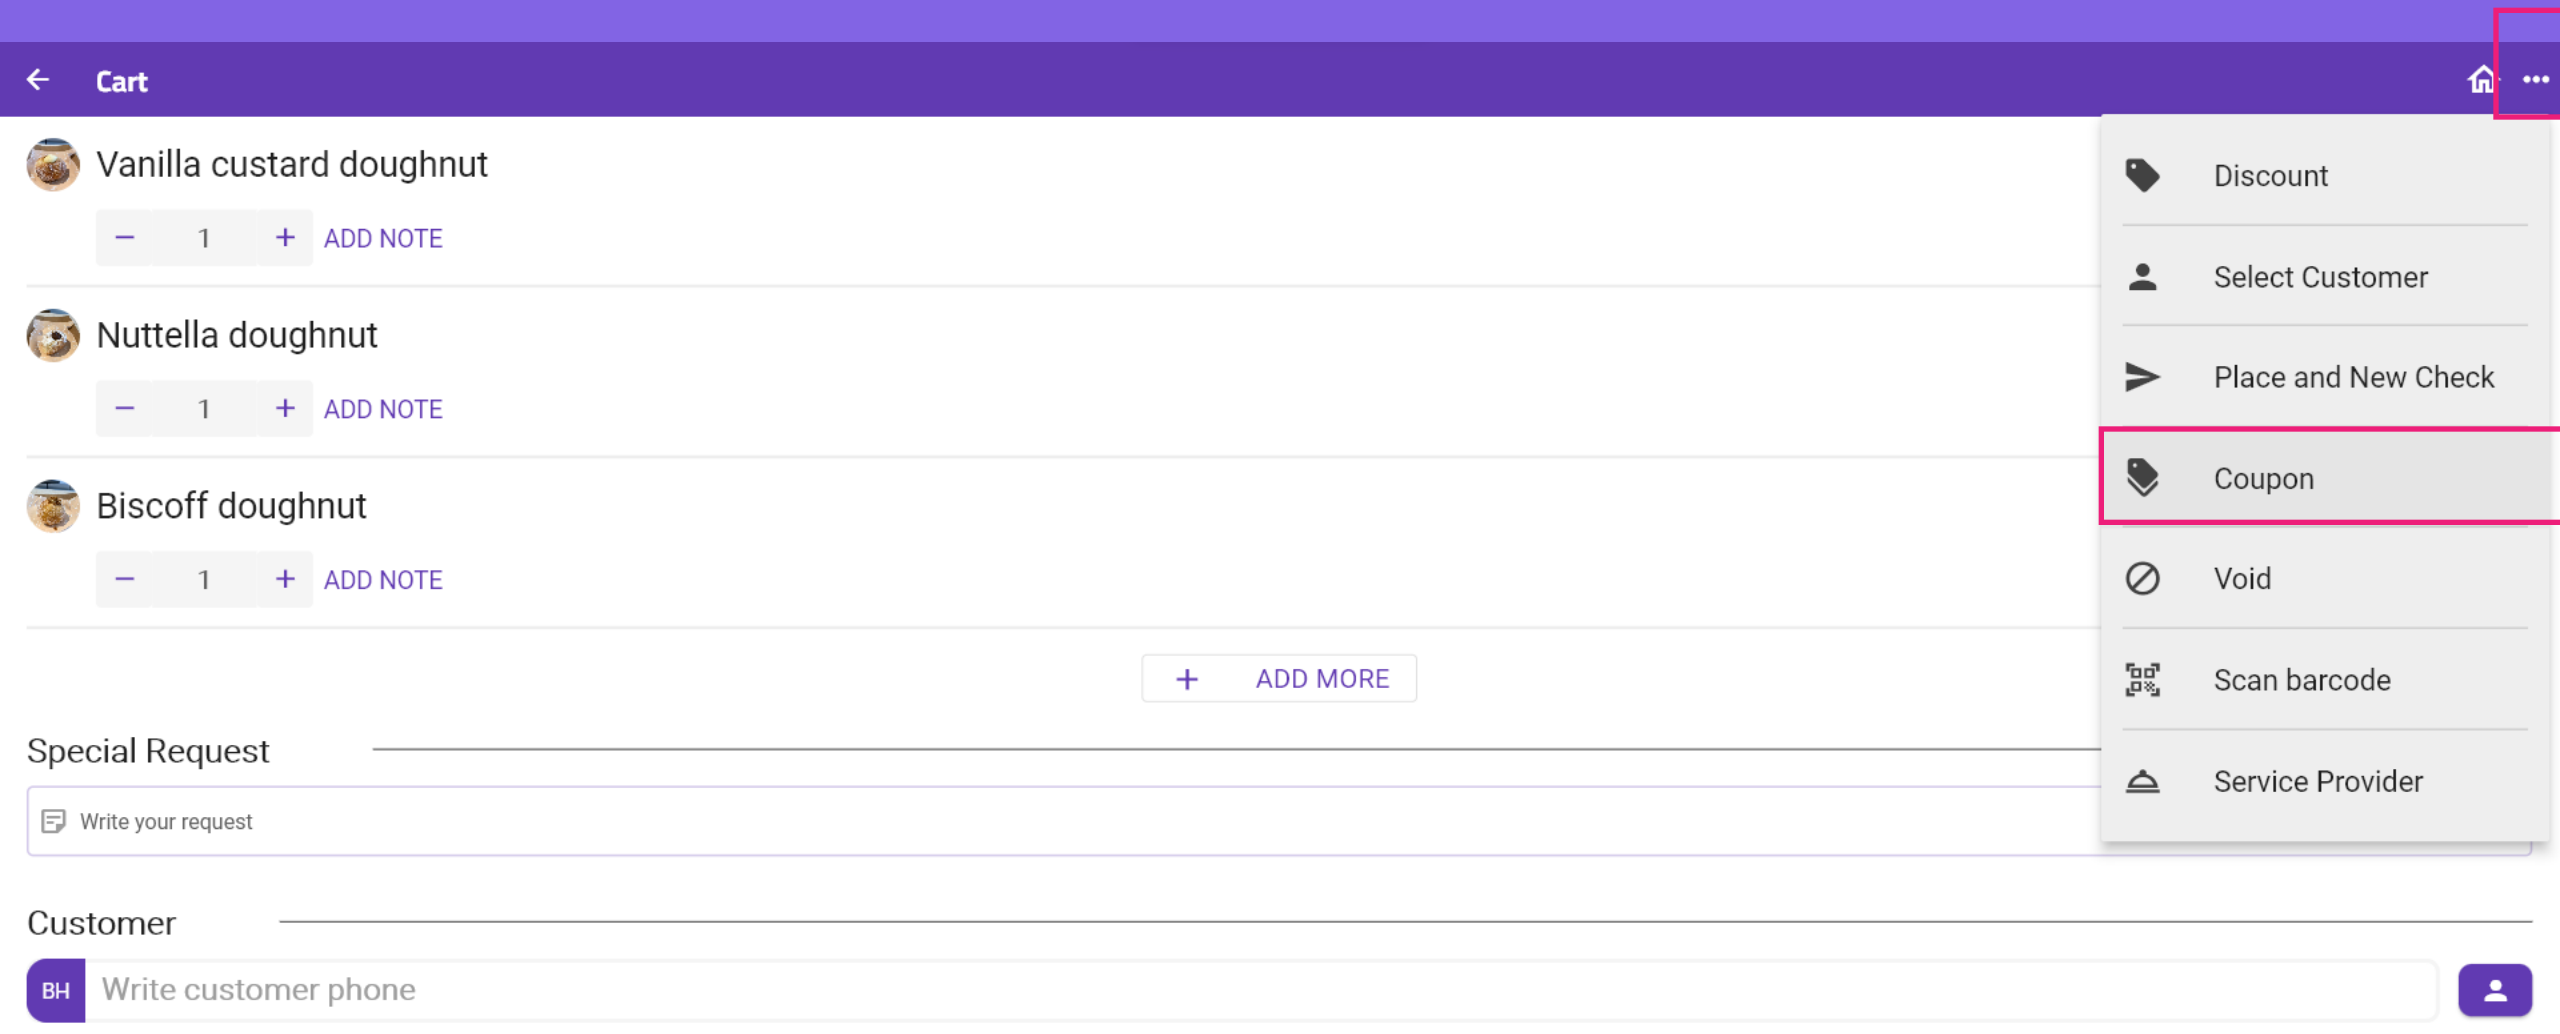 Cart
Vanilla custard doughnut
1
ADD NOTE
Nuttella doughnut
1
ADD NOTE
Biscoff doughnut
1
ADD NOTE
ADD MORE
Special Request
Write your request
Customer
BH
Write customer phone
Discount
Select Customer
Place and New Check
Coupon
Void
Scan barcode
Service Provider